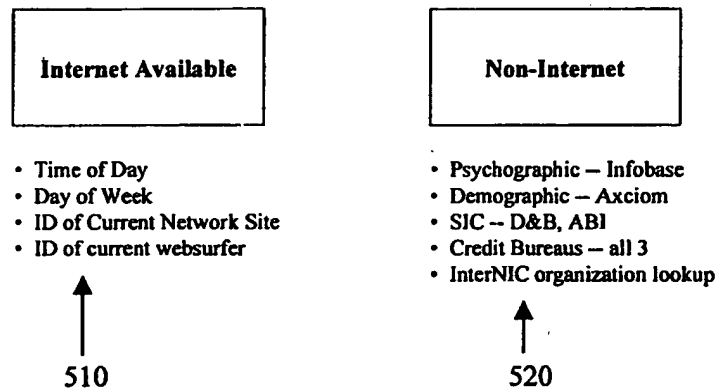 Internet Available
• Time of Day
• Day of Week
• ID of Current Network Site
• ID of current websurfer
510
Non-Internet
• Psychographic – Infobase
• Demographic – Axciom
• SIC – D&B, ABI
• Credit Bureaus – all 3
• InterNIC organization lookup
520